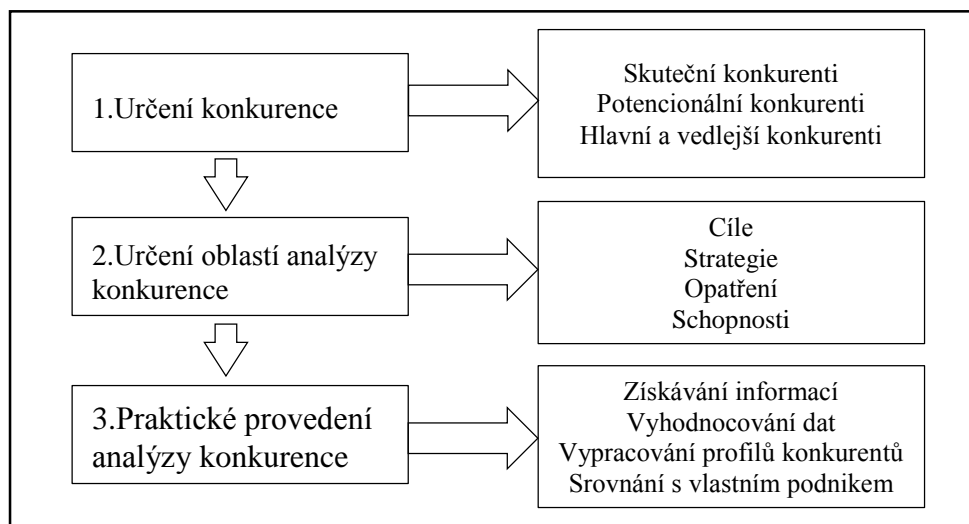 1.Určení konkurence
Skuteční konkurenti
Potencionální konkurenti
Hlavní a vedlejší konkurenti
2.Určení oblastí analýzy
konkurence
Cíle
Strategie
Opatření
Schopnosti
3.Praktické provedení
analýzy konkurence
Získávání informací
Vyhodnocování dat
Vypracování profilů konkurentů
Srovnání s vlastním podnikem